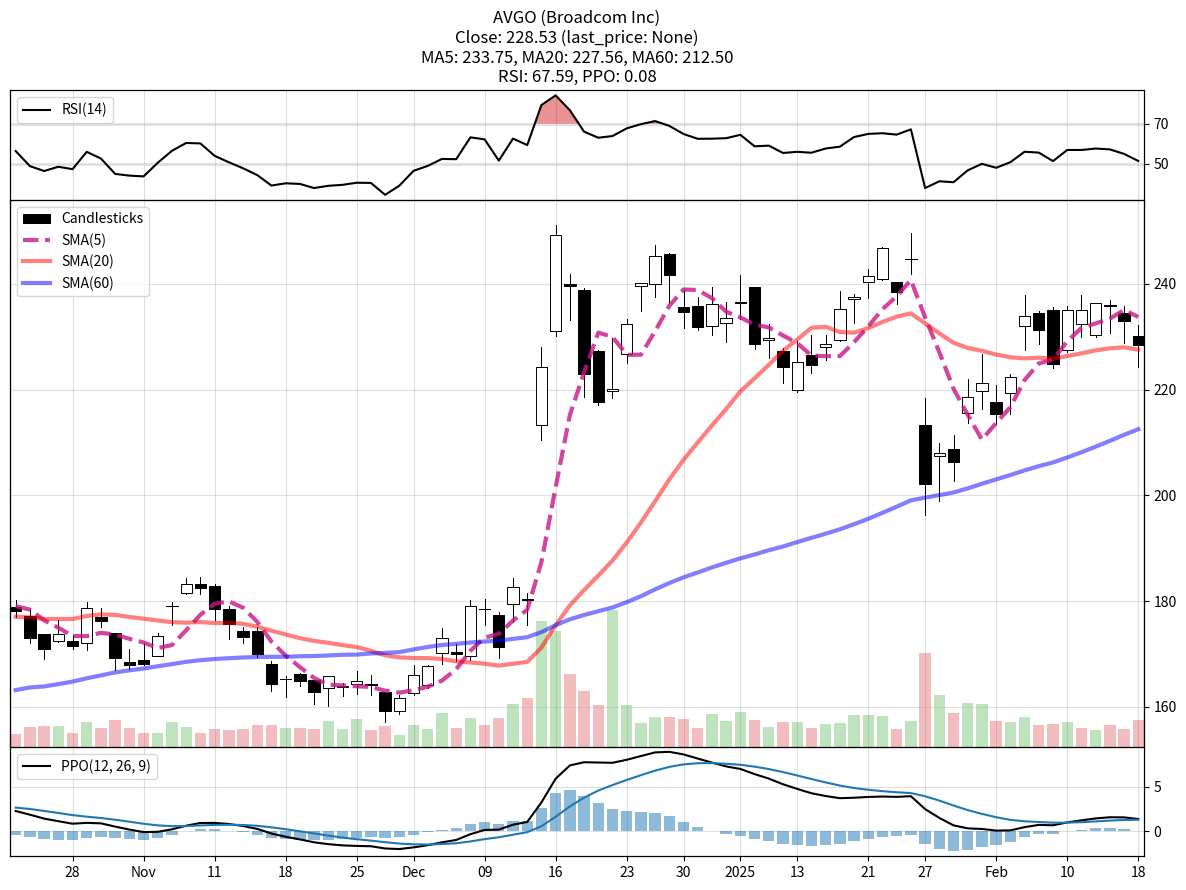 AVGO (Broadcom Inc)
Close: 228.53 (last_price: None)
MA5: 233.75, MA20: 227.56, MA60: 212.50
RSI: 67.59, PPO: 0.08
RSI(14)
70
50
Candlesticks
SMA(5)
SMA(20)
SMA(60)
240
220
200
180
160
PPO(12, 26, 9)
5
0
28 Nov 11 18 25 Dec 09 16 23 30 2025 13 21 27 Feb 10 18